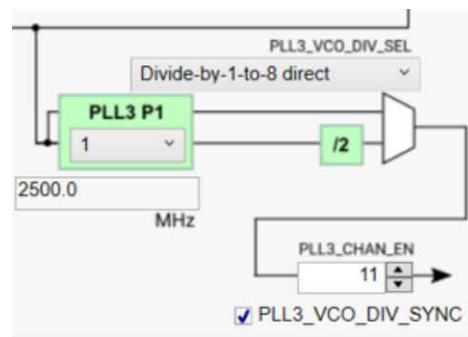 PLL3_VCO_DIV_SEL
Divide-by-1-to-8 direct
PLL3 P1
1
/2
2500.0
MHz
PLL3_CHAN_EN
11
PLL3_VCO_DIV_SYNC